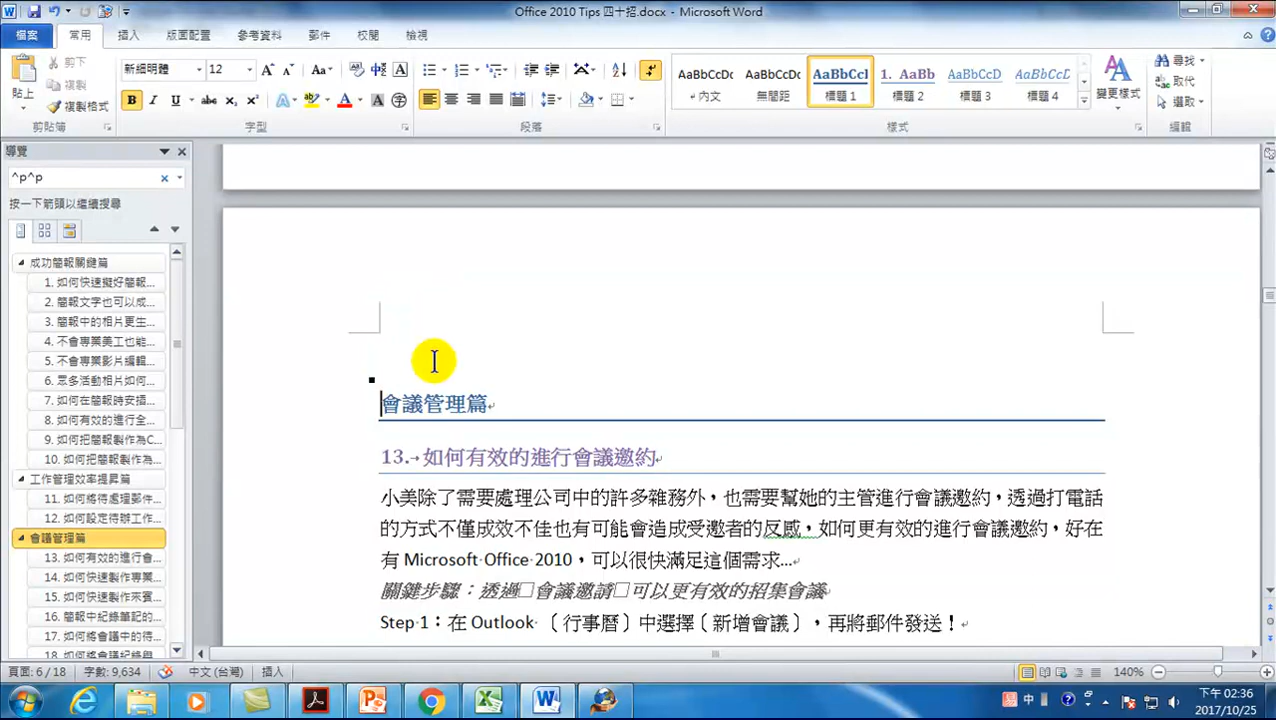 Office 2010 Tips 四十招.docx - Microsoft Word
檔案 常用 插入 版面配置 參考資料 郵件 校閱 檢視
貼上 剪下 複製 複製格式 剪貼簿
新細明體 12 字型
段落
AaBbCcDc AaBbCcDc AaBbCcl 1. AaBb AaBbCcD AaBbCcD
內文 無間距 標題 1 標題 2 標題 3 標題 4
樣式 變更樣式
尋找 取代 選取 編輯
導覽
^p^p
按一下箭頭以繼續搜尋
成功簡報關鍵篇
1. 如何快速擬好簡報...
2. 簡報文字也可以成...
3. 簡報中的相片更生...
4. 不會專業美工也能...
5. 不會專業影片編輯...
6. 眾多活動相片如何...
7. 如何在簡報時安插...
8. 如何有效的進行全...
9. 如何把簡報製作為C...
10. 如何把簡報製作為...
工作管理效率提昇篇
11. 如何將待處理郵件...
12. 如何設定待辦工作...
會議管理篇
13. 如何有效的進行會...
14. 如何快速製作專業...
15. 如何快速製作來賓...
16. 簡報中紀錄筆記的...
17. 如何將會議中的待...
18. 如何將會議紀錄與...
會議管理篇
13. 如何有效的進行會議邀約
小美除了需要處理公司中的許多雜務外，也需要幫她的主管進行會議邀約，透過打電話
的方式不僅成效不佳也有可能會造成受邀者的反感，如何更有效的進行會議邀約，好在
有 Microsoft Office 2010，可以很快滿足這個需求...
關鍵步驟：透過□會議邀請□可以更有效的招集會議
Step 1：在 Outlook 〔行事曆〕中選擇〔新增會議〕，再將郵件發送！
頁面: 6 / 18 字數: 9,634 中文 (台灣) 插入 140%
中
下午 02:36
2017/10/25